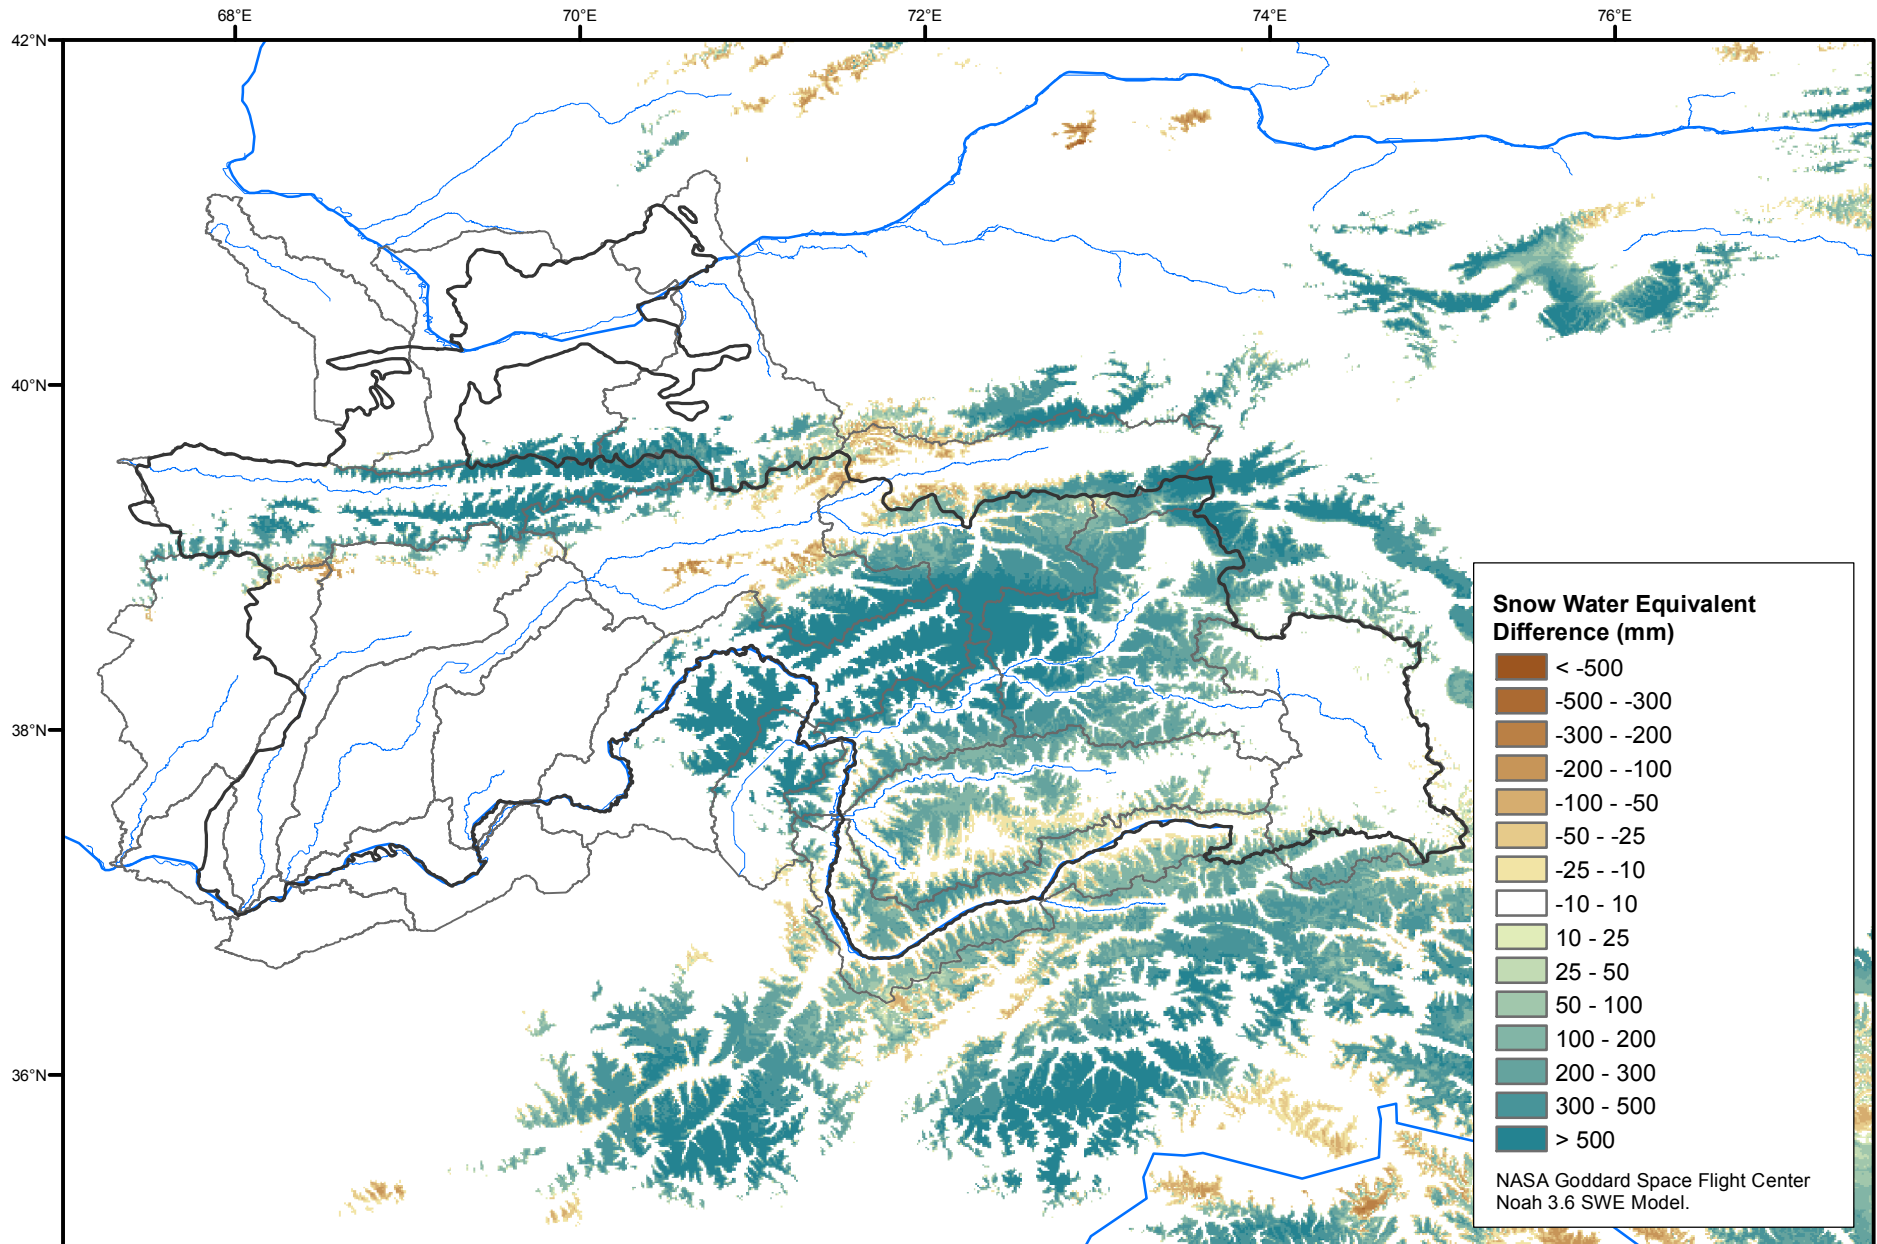 68°E 70°E 72°E 74°E 76°E
42°N
40°N
38°N
36°N
Snow Water Equivalent
Difference (mm)
< -500
-500 - -300
-300 - -200
-200 - -100
-100 - -50
-50 - -25
-25 - -10
-10 - 10
10 - 25
25 - 50
50 - 100
100 - 200
200 - 300
300 - 500
> 500
NASA Goddard Space Flight Center
Noah 3.6 SWE Model.